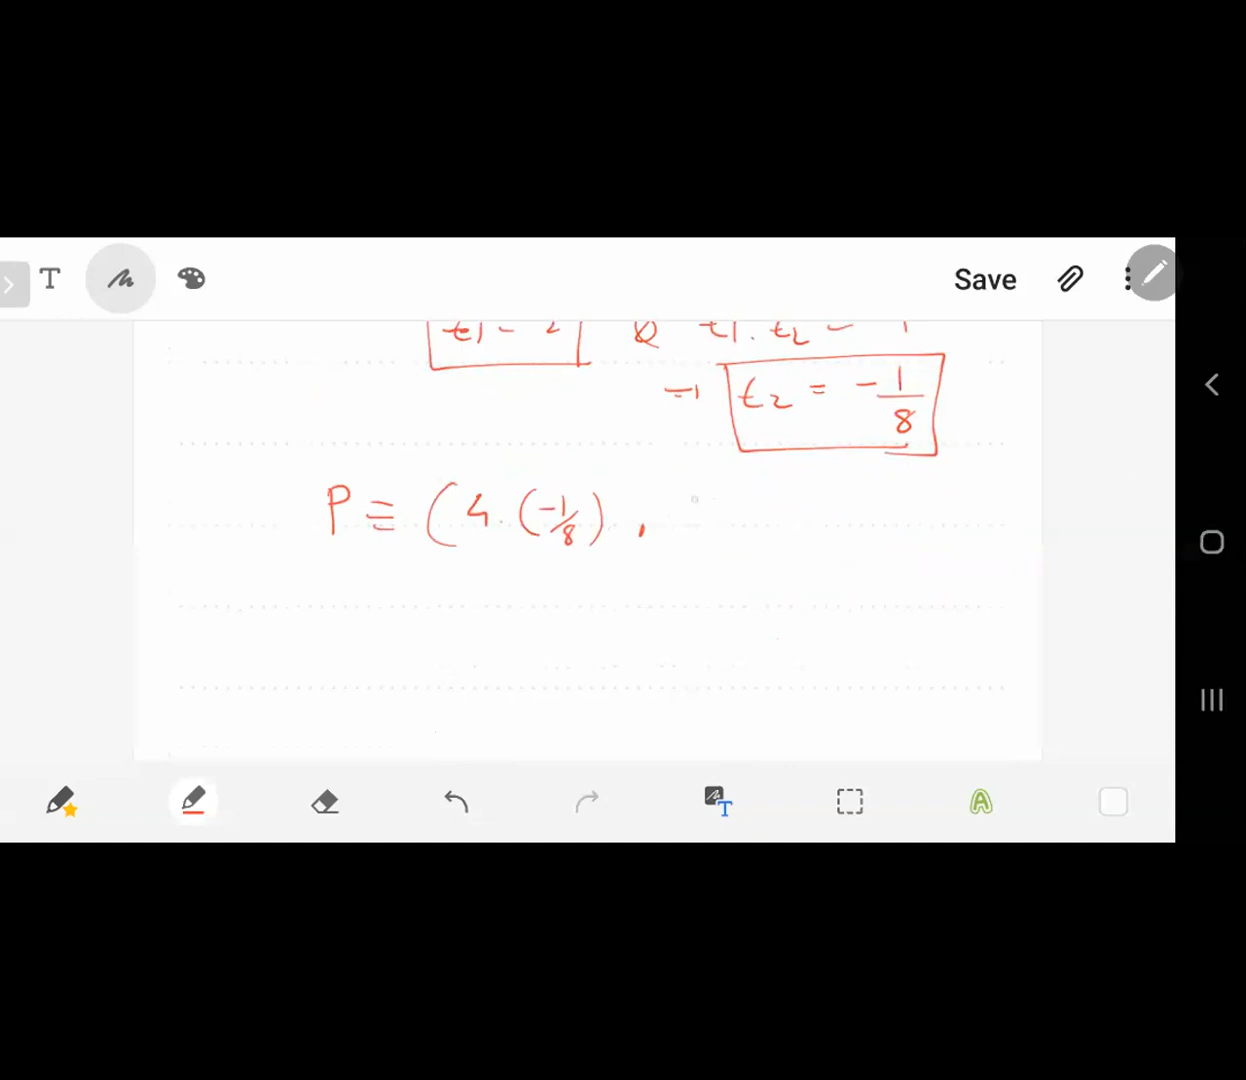 T Save
t1 = 2 & t1 . t2 = 1
→ t2 = - 1/8
P ≡ ( 4 . (-1/8) ,
T
A